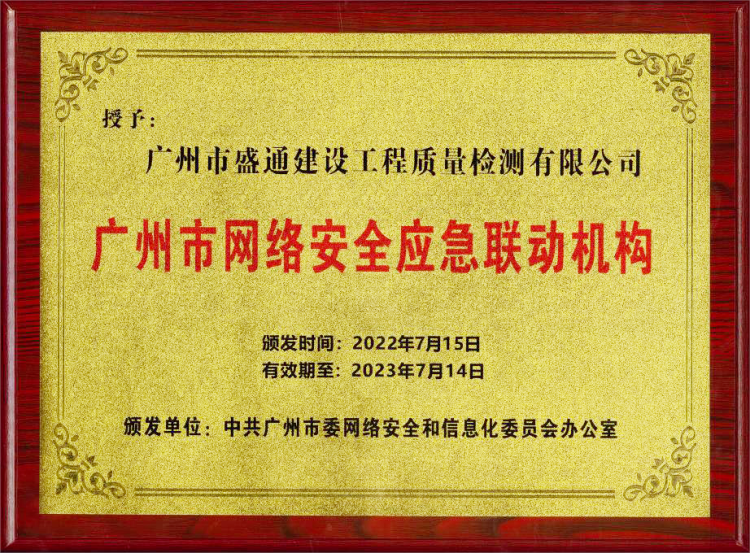 授予：
广州市盛通建设工程质量检测有限公司
广州市网络安全应急联动机构
颁发时间：2022年7月15日
有效期至：2023年7月14日
颁发单位：中共广州市委网络安全和信息化委员会办公室